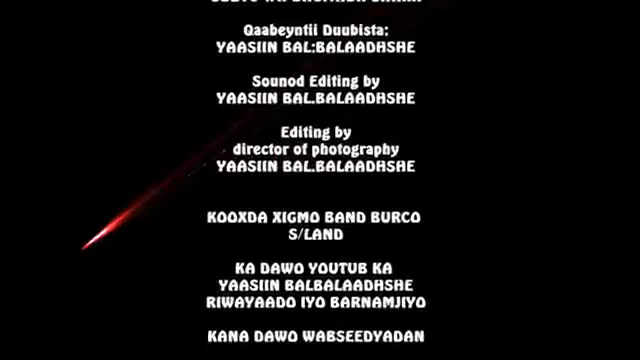 Qaabeyntii Duubista:
YAASIIN BAL:BALAADHSHE
Sounod Editing by
YAASIIN BAL.BALAADHSHE
Editing by
director of photography
YAASIIN BAL.BALAADHSHE
KOOXDA XIGMO BAND BURCO
S/LAND
KA DAWO YOUTUB KA
YAASIIN BALBALAADHSHE
RIWAYAADO IYO BARNAMJIYO
KANA DAWO WABSEEDYADAN